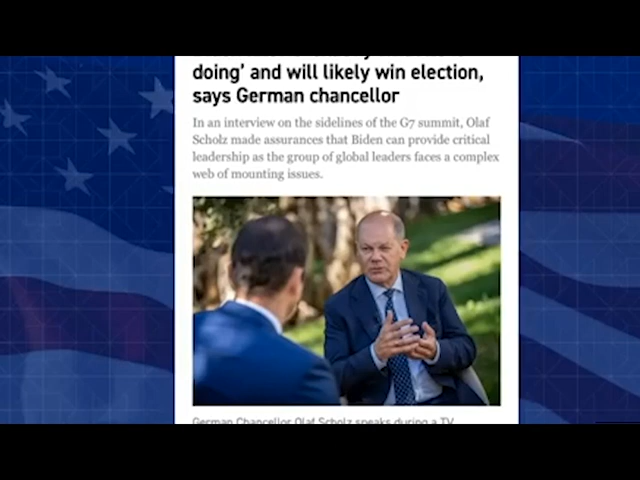 doing’ and will likely win election,
says German chancellor
In an interview on the sidelines of the G7 summit, Olaf
Scholz made assurances that Biden can provide critical
leadership as the group of global leaders faces a complex
web of mounting issues.
German Chancellor Olaf Scholz speaks during a TV